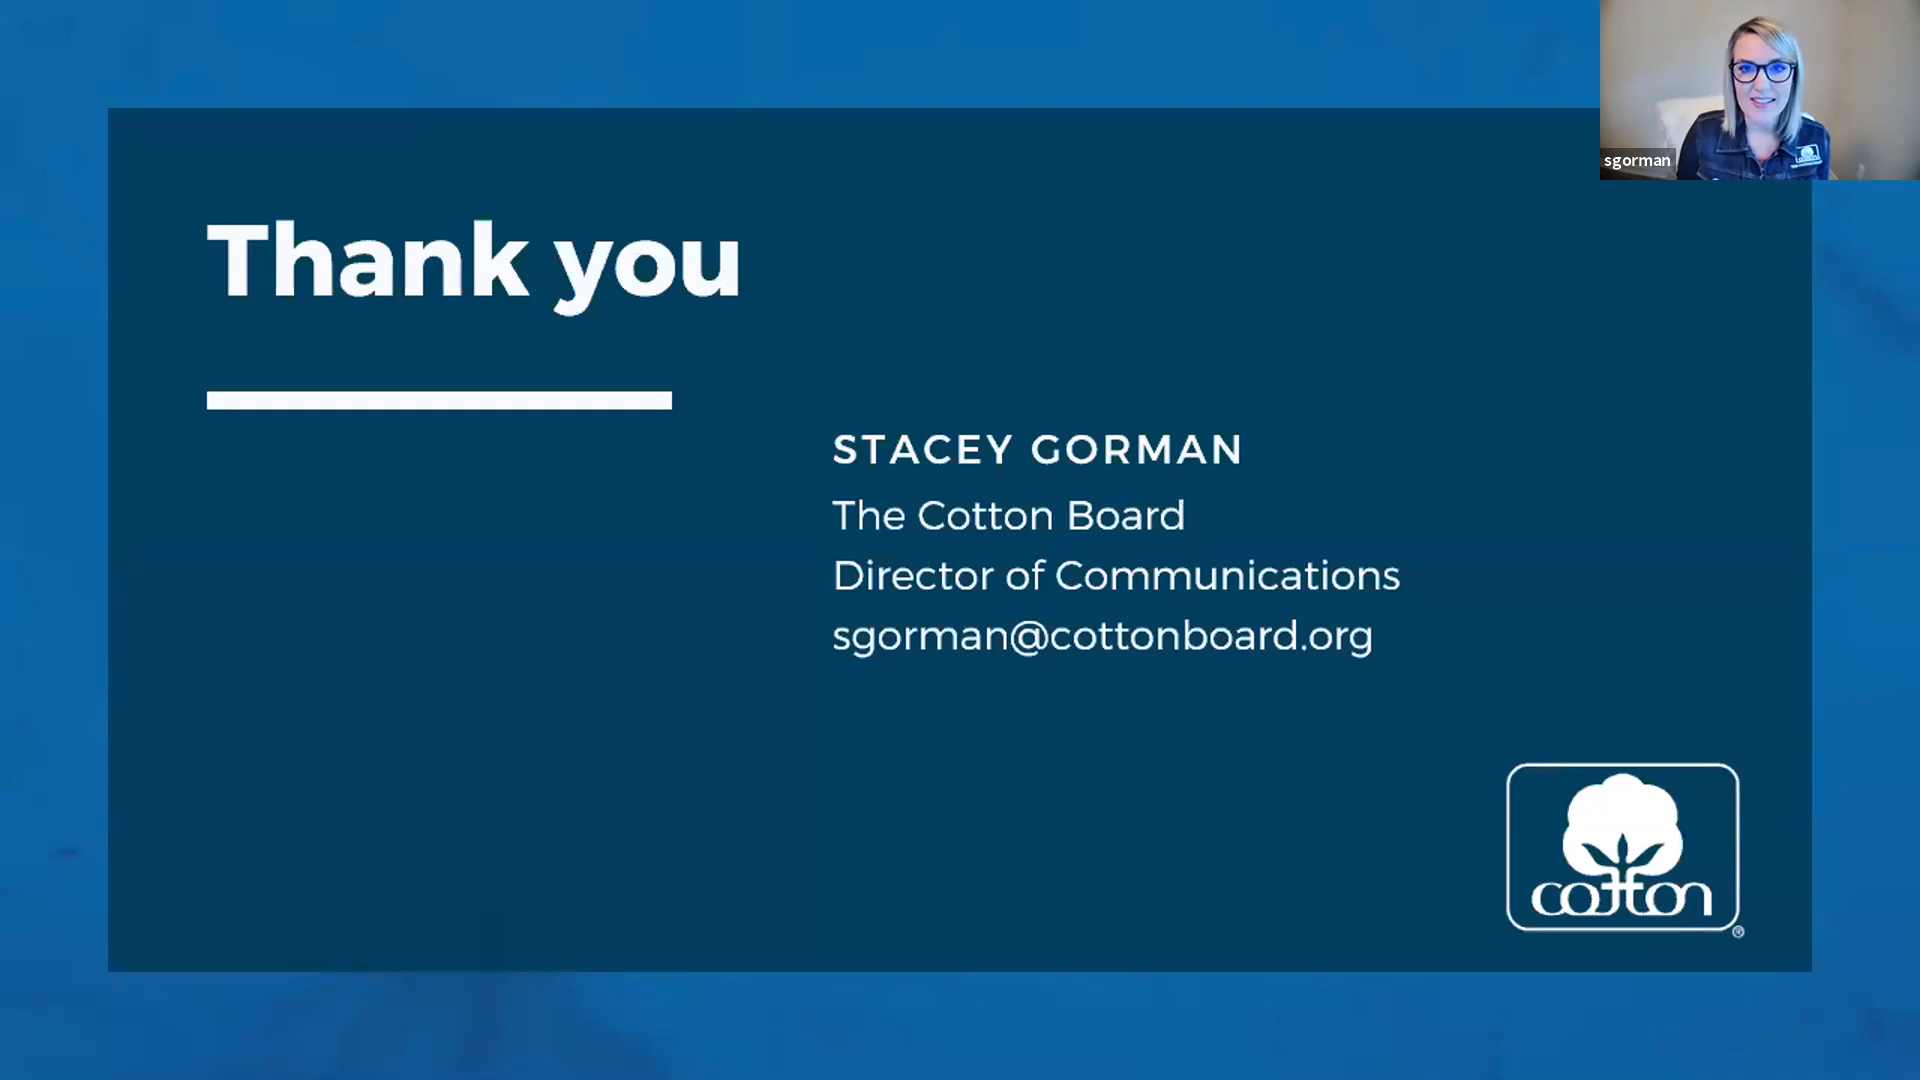 sgorman
Thank you
STACEY GORMAN
The Cotton Board
Director of Communications
sgorman@cottonboard.org
cotton
®